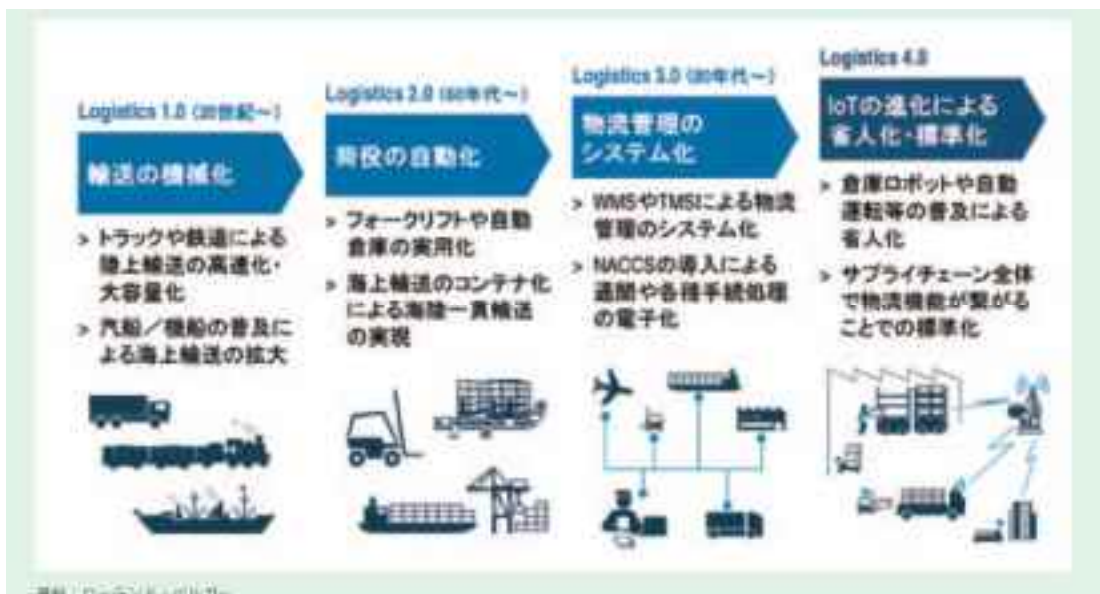 Logistics 1.0 (20世紀～)
輸送の機械化
> トラックや鉄道による
陸上輸送の高速化・
大容量化
> 汽船／機船の普及に
よる海上輸送の拡大
Logistics 2.0 (60年代～)
荷役の自動化
> フォークリフトや自動
倉庫の実用化
> 海上輸送のコンテナ化
による海陸一貫輸送
の実現
Logistics 3.0 (80年代～)
物流管理の
システム化
> WMSやTMSによる物流
管理のシステム化
> NACCSの導入による
通関や各種手続処理
の電子化
Logistics 4.0
IoTの進化による
省人化・標準化
> 倉庫ロボットや自動
運転等の普及による
省人化
> サプライチェーン全体
で物流機能が繋がる
ことでの標準化